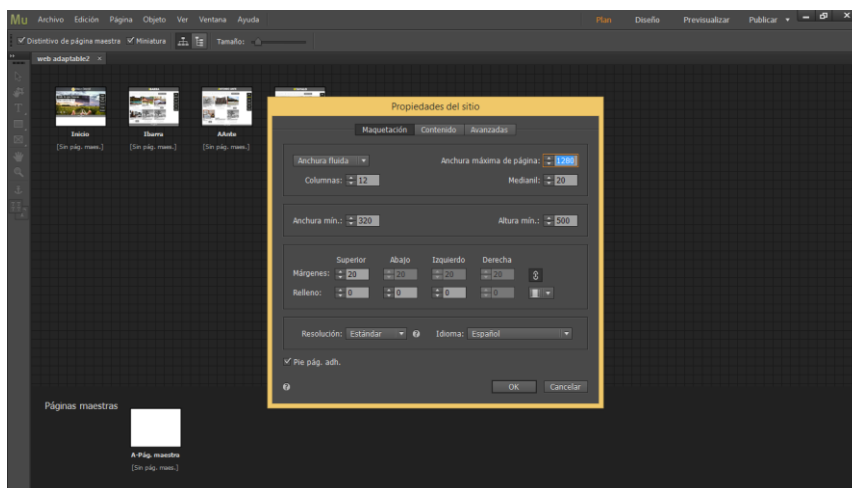 Mu Archivo Edición Página Objeto Ver Ventana Ayuda Plan Diseño Previsualizar Publicar
Distintivo de página maestra Miniatura Tamaño:
web adaptable2 ×
Propiedades del sitio
Maquetación Contenido Avanzadas
Anchura fluida Anchura máxima de página: 1280
Columnas: 12 Medianil: 20
Anchura mín.: 320 Altura mín.: 500
Superior Abajo Izquierdo Derecha
Márgenes: 20 20 20 20
Relleno: 0 0 0 0
Resolución: Estándar Idioma: Español
Pie pág. adh.
OK Cancelar
Inicio Ibarra AAnte
[Sin pág. maes.] [Sin pág. maes.] [Sin pág. maes.]
Páginas maestras
A-Pág. maestra
[Sin pág. maes.]